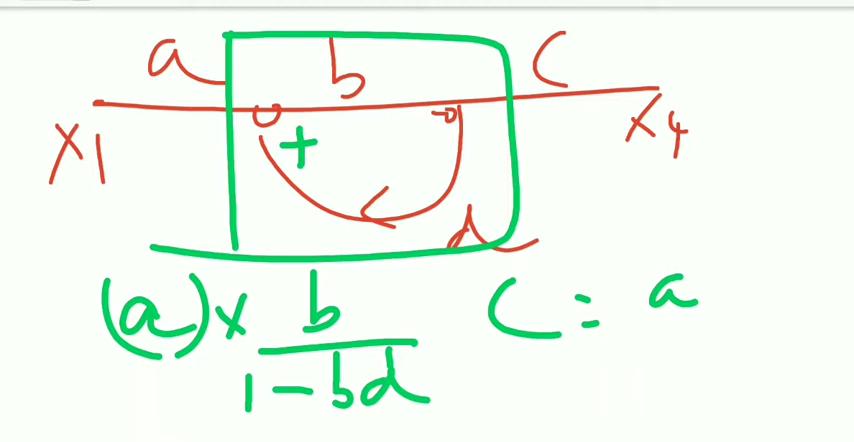 a b c
x1 + x4
d
(a) x b/(1-bd) c = a